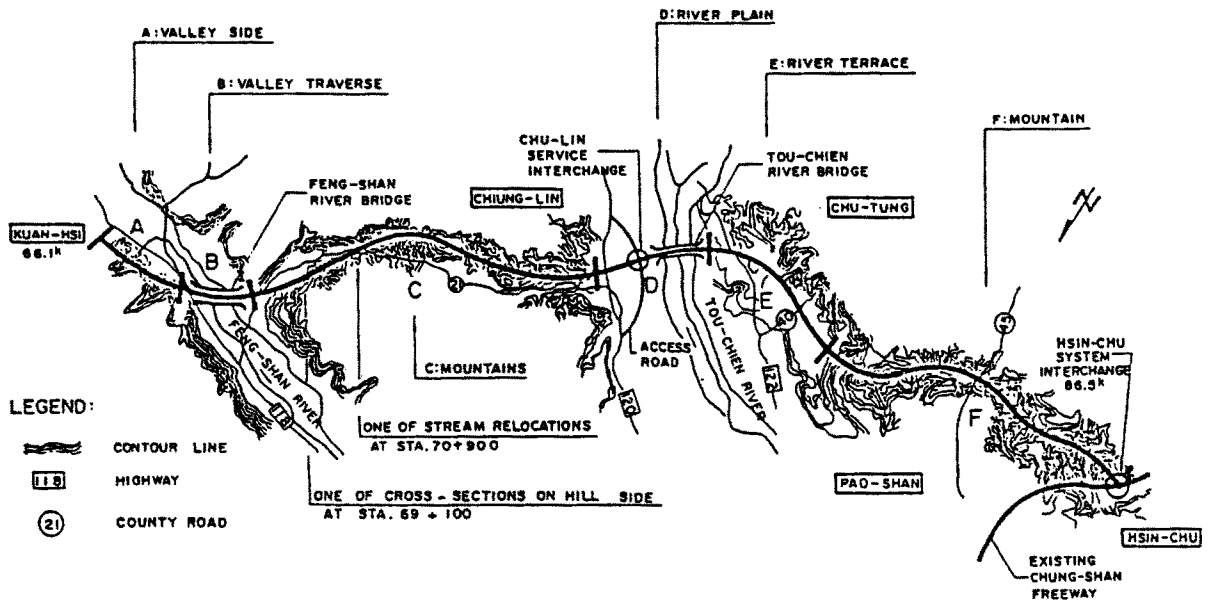 D:RIVER PLAIN
A:VALLEY SIDE
E:RIVER TERRACE
B:VALLEY TRAVERSE
F:MOUNTAIN
CHU-LIN
SERVICE
INTERCHANGE
TOU-CHIEN
RIVER BRIDGE
FENG-SHAN
RIVER BRIDGE
CHIUNG-LIN
CHU-TUNG
N
KUAN-HSI
66.1k
A
B
C
21
D
E
TOU-CHIEN RIVER
FENG-SHAN RIVER
118
ACCESS
ROAD
120
122
HSIN-CHU
SYSTEM
INTERCHANGE
86.5k
C:MOUNTAINS
F
LEGEND:
CONTOUR LINE
118 HIGHWAY
21 COUNTY ROAD
ONE OF STREAM RELOCATIONS
AT STA.70+900
ONE OF CROSS-SECTIONS ON HILL SIDE
AT STA. 69 + 100
PAO-SHAN
HSIN-CHU
EXISTING
CHUNG-SHAN
FREEWAY